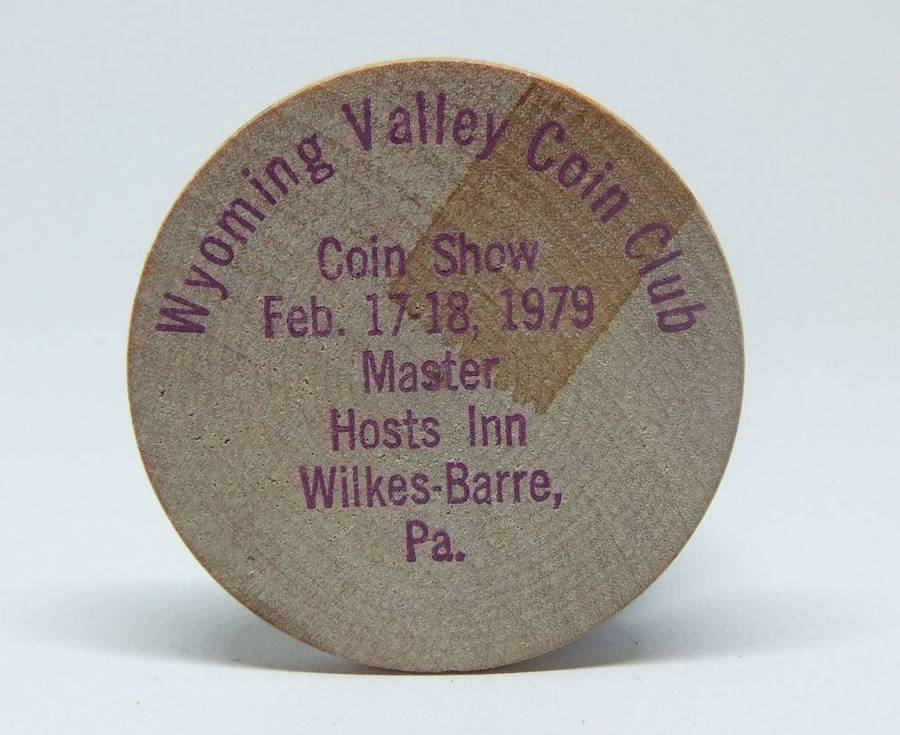 Wyoming Valley Coin Club
Coin Show
Feb. 17-18, 1979
Master
Hosts Inn
Wilkes-Barre,
Pa.